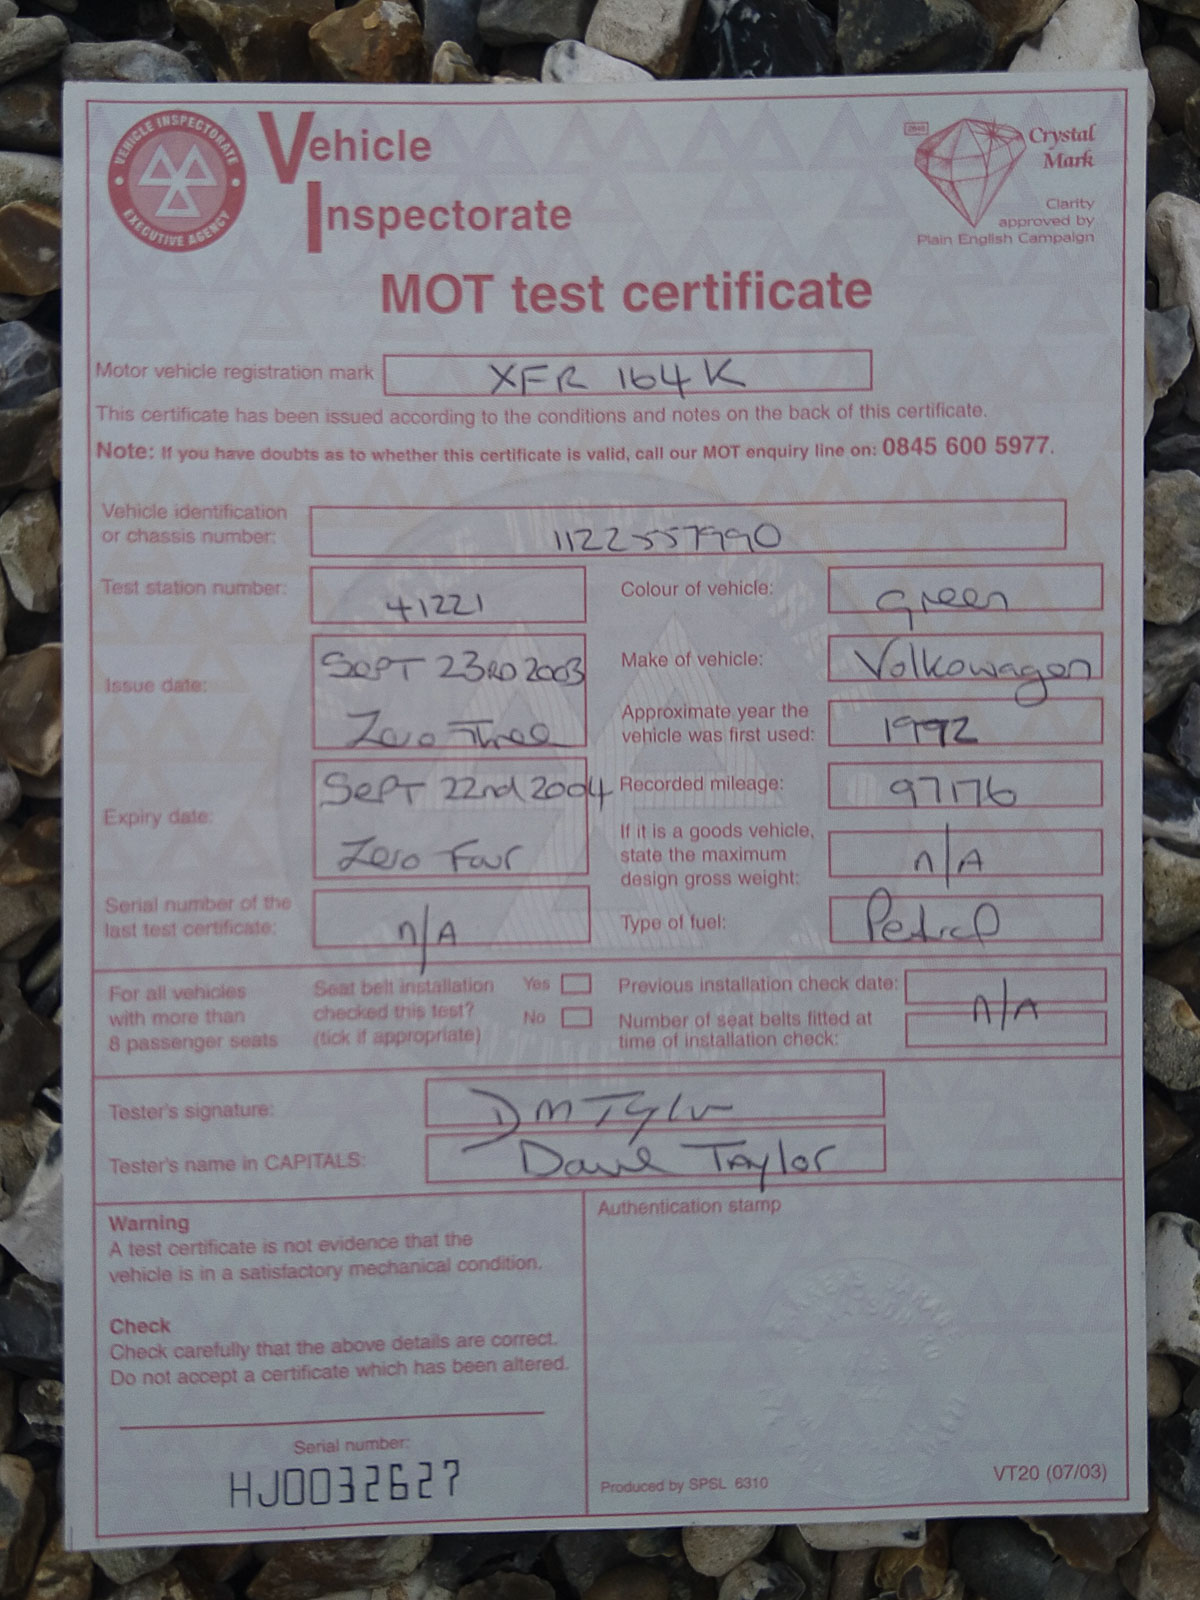 VEHICLE INSPECTORATE
EXECUTIVE AGENCY
Vehicle
Inspectorate
2848
Crystal
Mark
Clarity
approved by
Plain English Campaign
MOT test certificate
Motor vehicle registration mark XFR 164 K
This certificate has been issued according to the conditions and notes on the back of this certificate.
Note: If you have doubts as to whether this certificate is valid, call our MOT enquiry line on: 0845 600 5977.
Vehicle identification
or chassis number: 1122557990
Test station number: 41221
Colour of vehicle: Green
Issue date: SEPT 23RD 2003
Zero Three
Make of vehicle: Volkowagen
Approximate year the
vehicle was first used: 1992
Expiry date: SEPT 22nd 2004
Zero Four
Recorded mileage: 97176
If it is a goods vehicle,
state the maximum
design gross weight: n/A
Serial number of the
last test certificate: n/A
Type of fuel: Petrol
For all vehicles
with more than
8 passenger seats
Seat belt installation
checked this test?
(tick if appropriate)
Yes
No
Previous installation check date:
Number of seat belts fitted at
time of installation check:
n/A
Tester's signature: DM Taylor
Tester's name in CAPITALS: Dave Taylor
Warning
A test certificate is not evidence that the
vehicle is in a satisfactory mechanical condition.
Check
Check carefully that the above details are correct.
Do not accept a certificate which has been altered.
Serial number:
HJ0032627
Authentication stamp
Produced by SPSL 6310
VT20 (07/03)